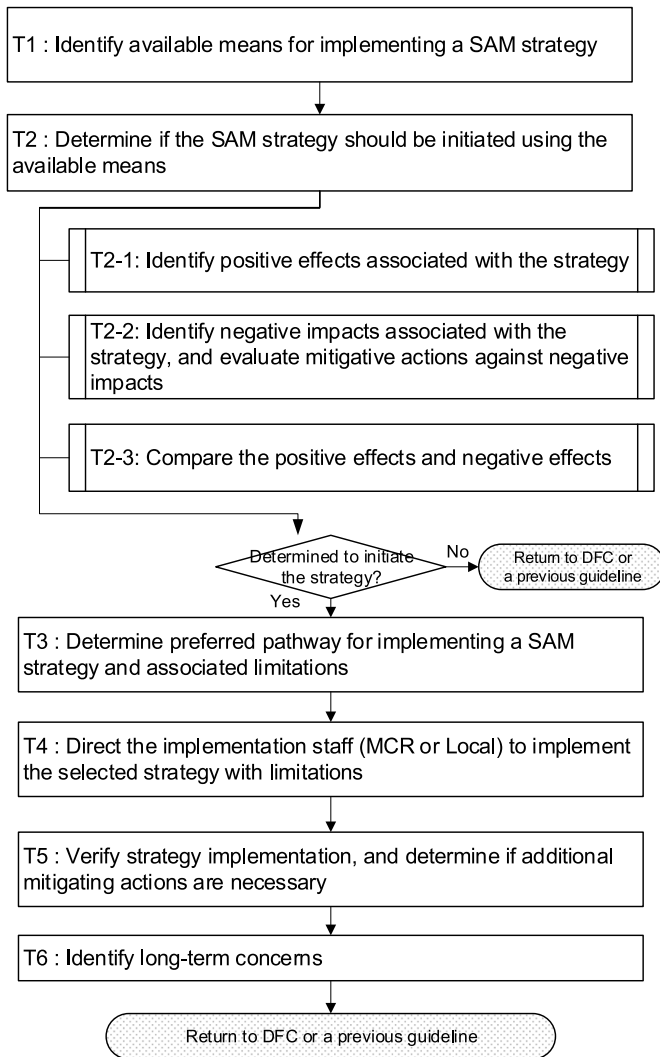 T1 : Identify available means for implementing a SAM strategy
T2 : Determine if the SAM strategy should be initiated using the
available means
T2-1: Identify positive effects associated with the strategy
T2-2: Identify negative impacts associated with the
strategy, and evaluate mitigative actions against negative
impacts
T2-3: Compare the positive effects and negative effects
Determined to initiate
the strategy?
No
Return to DFC or
a previous guideline
Yes
T3 : Determine preferred pathway for implementing a SAM
strategy and associated limitations
T4 : Direct the implementation staff (MCR or Local) to implement
the selected strategy with limitations
T5 : Verify strategy implementation, and determine if additional
mitigating actions are necessary
T6 : Identify long-term concerns
Return to DFC or a previous guideline